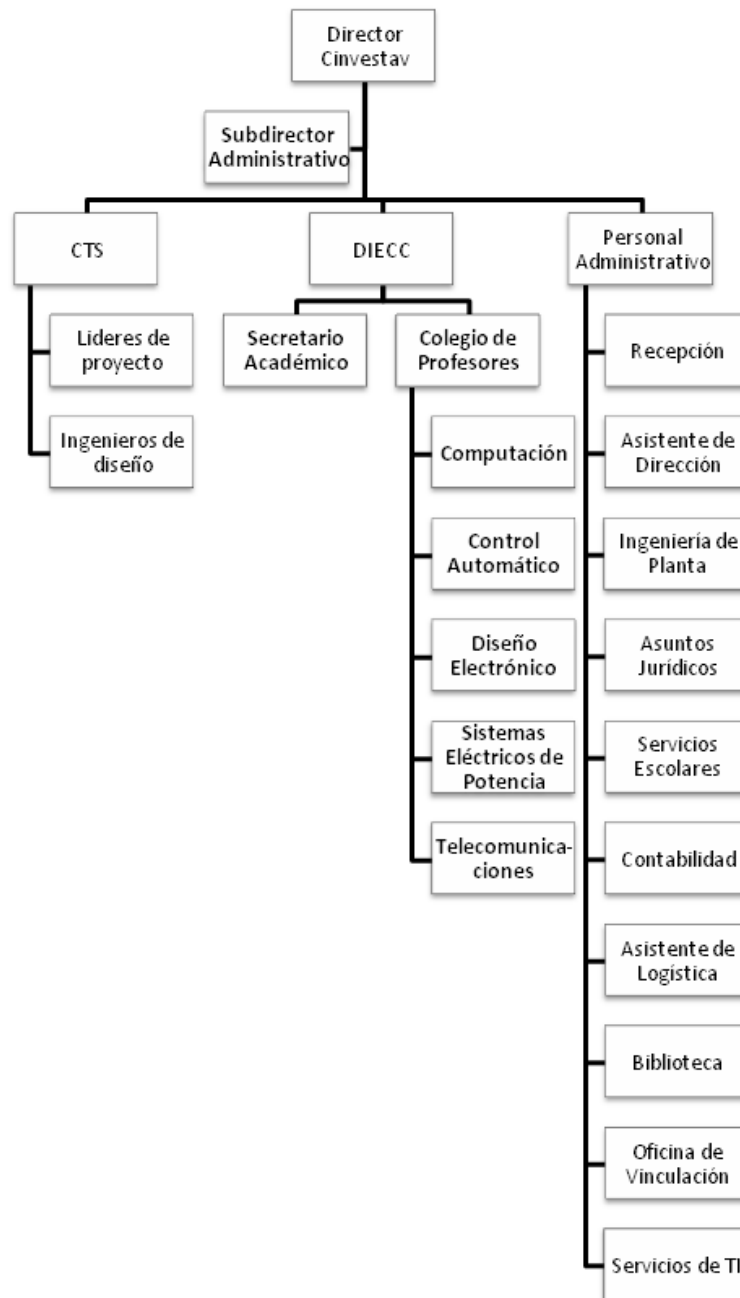 Director
Cinvestav
Subdirector
Administrativo
CTS
DIECC
Personal
Administrativo
Lideres de
proyecto
Ingenieros de
diseño
Secretario
Académico
Colegio de
Profesores
Computación
Control
Automático
Diseño
Electrónico
Sistemas
Eléctricos de
Potencia
Telecomunica-
ciones
Recepción
Asistente de
Dirección
Ingeniería de
Planta
Asuntos
Jurídicos
Servicios
Escolares
Contabilidad
Asistente de
Logística
Biblioteca
Oficina de
Vinculación
Servicios de TI